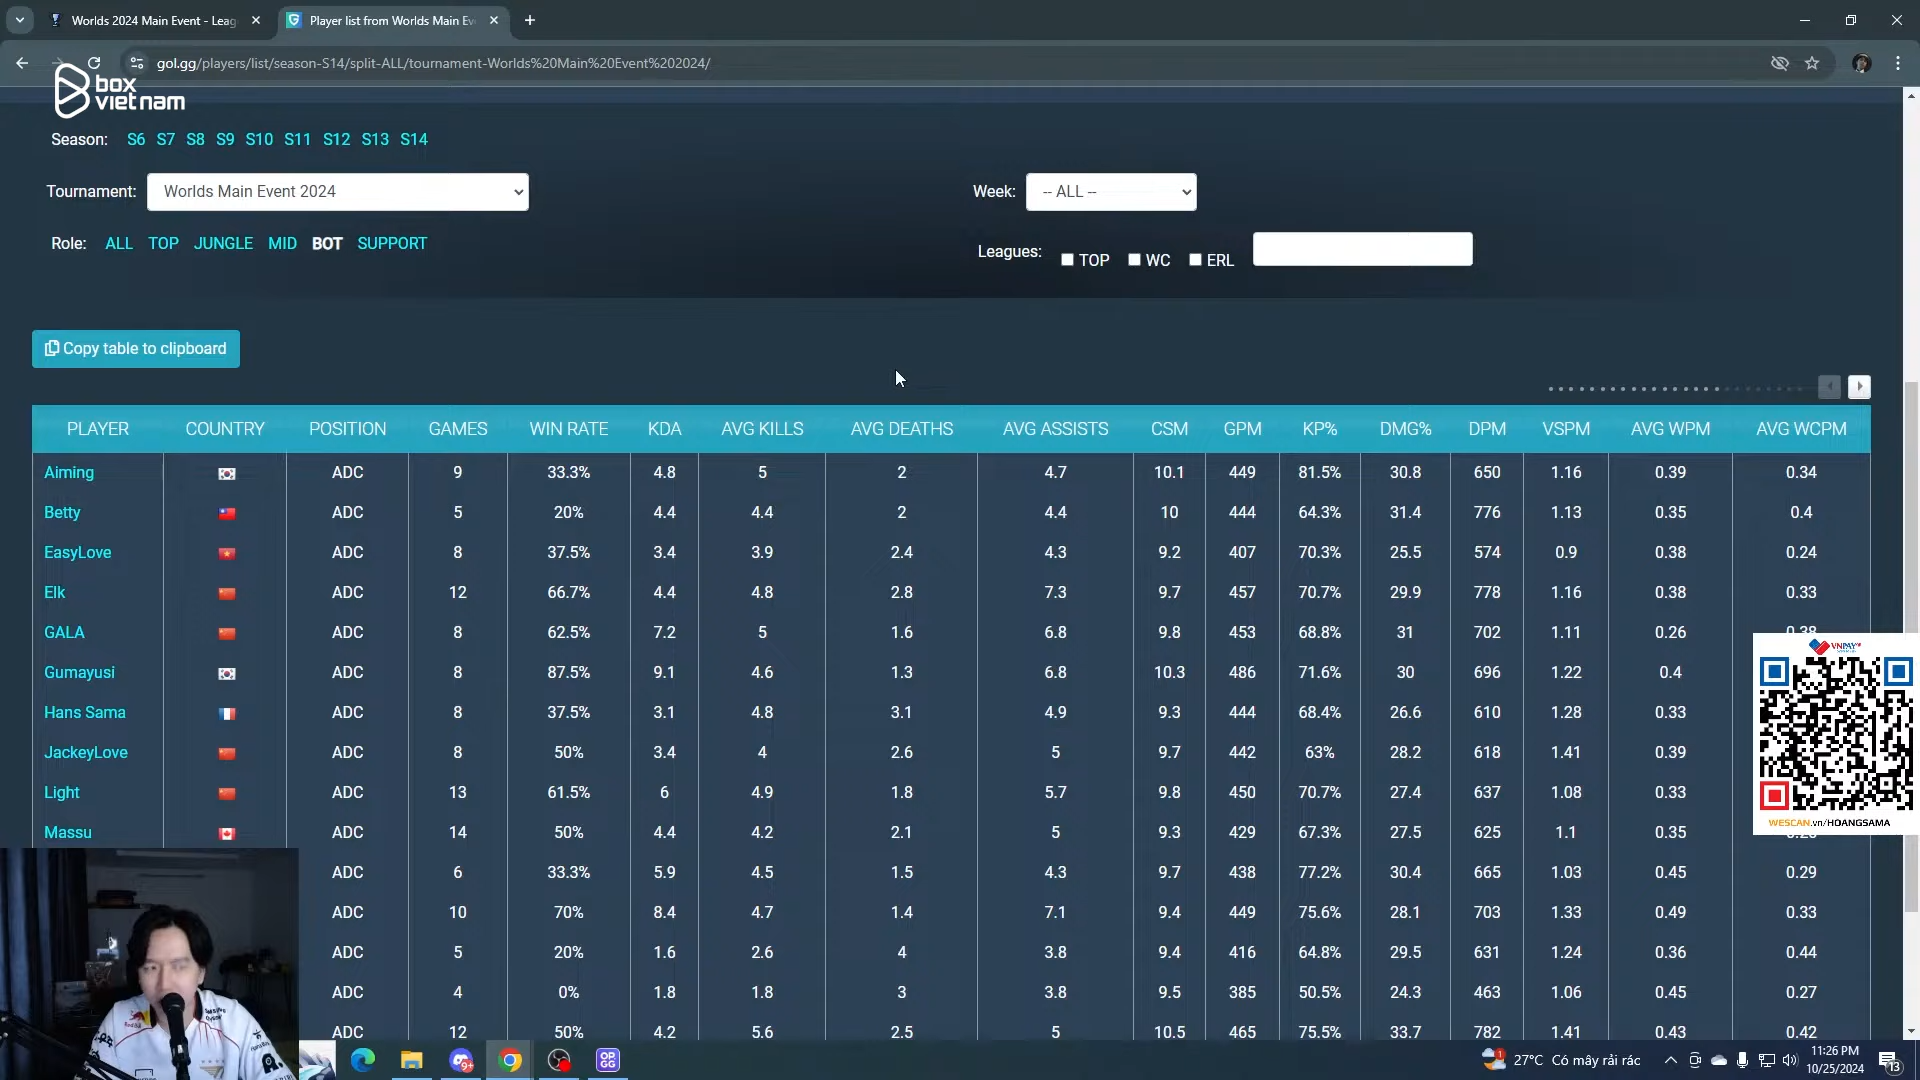 Worlds 2024 Main Event - Leag
Player list from Worlds Main Ev
gol.gg/players/list/season-S14/split-ALL/tournament-Worlds%20Main%20Event%202024/
box
việt nam
Season: S6 S7 S8 S9 S10 S11 S12 S13 S14
Tournament: Worlds Main Event 2024
Week: -- ALL --
Role: ALL TOP JUNGLE MID BOT SUPPORT
Leagues: TOP WC ERL
Copy table to clipboard
PLAYER COUNTRY POSITION GAMES WIN RATE KDA AVG KILLS AVG DEATHS AVG ASSISTS CSM GPM KP% DMG% DPM VSPM AVG WPM AVG WCPM
Aiming ADC 9 33.3% 4.8 5 2 4.7 10.1 449 81.5% 30.8 650 1.16 0.39 0.34
Betty ADC 5 20% 4.4 4.4 2 4.4 10 444 64.3% 31.4 776 1.13 0.35 0.4
EasyLove ADC 8 37.5% 3.4 3.9 2.4 4.3 9.2 407 70.3% 25.5 574 0.9 0.38 0.24
Elk ADC 12 66.7% 4.4 4.8 2.8 7.3 9.7 457 70.7% 29.9 778 1.16 0.38 0.33
GALA ADC 8 62.5% 7.2 5 1.6 6.8 9.8 453 68.8% 31 702 1.11 0.26 0.38
Gumayusi ADC 8 87.5% 9.1 4.6 1.3 6.8 10.3 486 71.6% 30 696 1.22 0.4
Hans Sama ADC 8 37.5% 3.1 4.8 3.1 4.9 9.3 444 68.4% 26.6 610 1.28 0.33
JackeyLove ADC 8 50% 3.4 4 2.6 5 9.7 442 63% 28.2 618 1.41 0.39
Light ADC 13 61.5% 6 4.9 1.8 5.7 9.8 450 70.7% 27.4 637 1.08 0.33
Massu ADC 14 50% 4.4 4.2 2.1 5 9.3 429 67.3% 27.5 625 1.1 0.35
ADC 6 33.3% 5.9 4.5 1.5 4.3 9.7 438 77.2% 30.4 665 1.03 0.45 0.29
ADC 10 70% 8.4 4.7 1.4 7.1 9.4 449 75.6% 28.1 703 1.33 0.49 0.33
ADC 5 20% 1.6 2.6 4 3.8 9.4 416 64.8% 29.5 631 1.24 0.36 0.44
ADC 4 0% 1.8 1.8 3 3.8 9.5 385 50.5% 24.3 463 1.06 0.45 0.27
ADC 12 50% 4.2 5.6 2.5 5 10.5 465 75.5% 33.7 782 1.41 0.43 0.42
VNPAY
WESCAN.vn/HOANGSAMA
9+
OP
GG
1
27°C Có mây rải rác
11:26 PM
10/25/2024
13